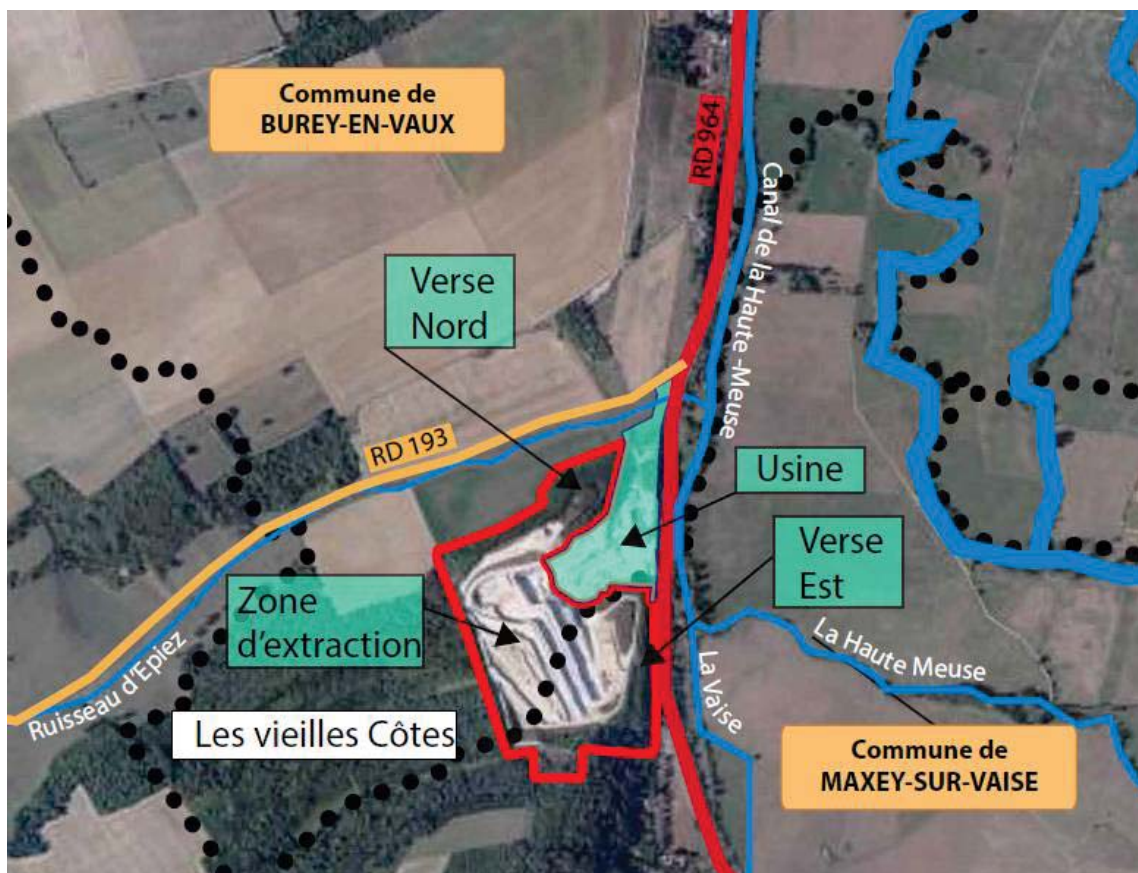 Commune de
BUREY-EN-VAUX
RD 964
Canal de la Haute-Meuse
Verse
Nord
RD 193
Usine
Verse
Est
Zone
d'extraction
Ruisseau d'Epiez
La Haute Meuse
La Vaise
Les vieilles Côtes
Commune de
MAXEY-SUR-VAISE